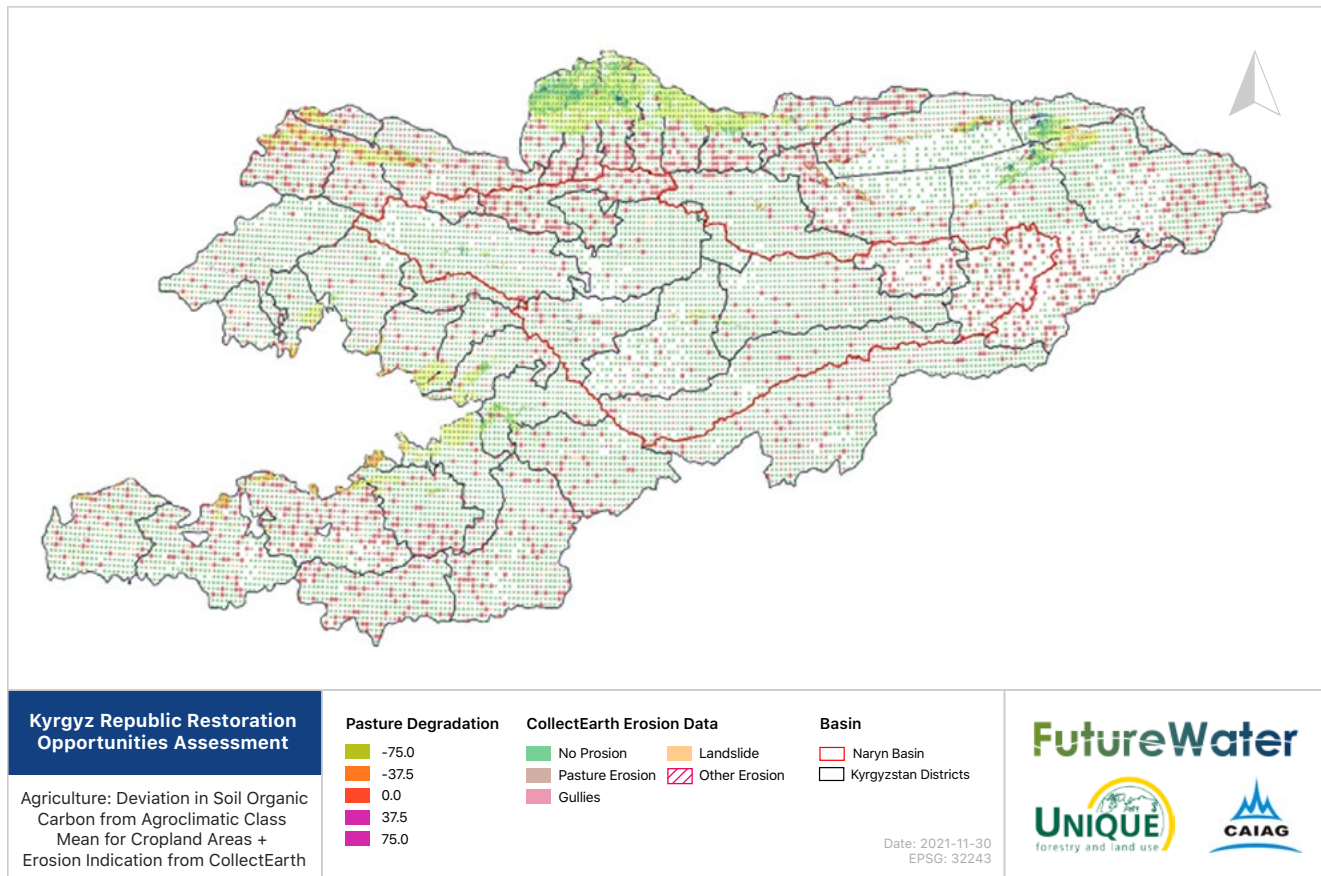 Kyrgyz Republic Restoration
Opportunities Assessment
Agriculture: Deviation in Soil Organic
Carbon from Agroclimatic Class
Mean for Cropland Areas +
Erosion Indication from CollectEarth
Pasture Degradation
-75.0
-37.5
0.0
37.5
75.0
CollectEarth Erosion Data
No Prosion
Pasture Erosion
Gullies
Landslide
Other Erosion
Basin
Naryn Basin
Kyrgyzstan Districts
Date: 2021-11-30
EPSG: 32243
FutureWater
UNIQUE
forestry and land use
CAIAG